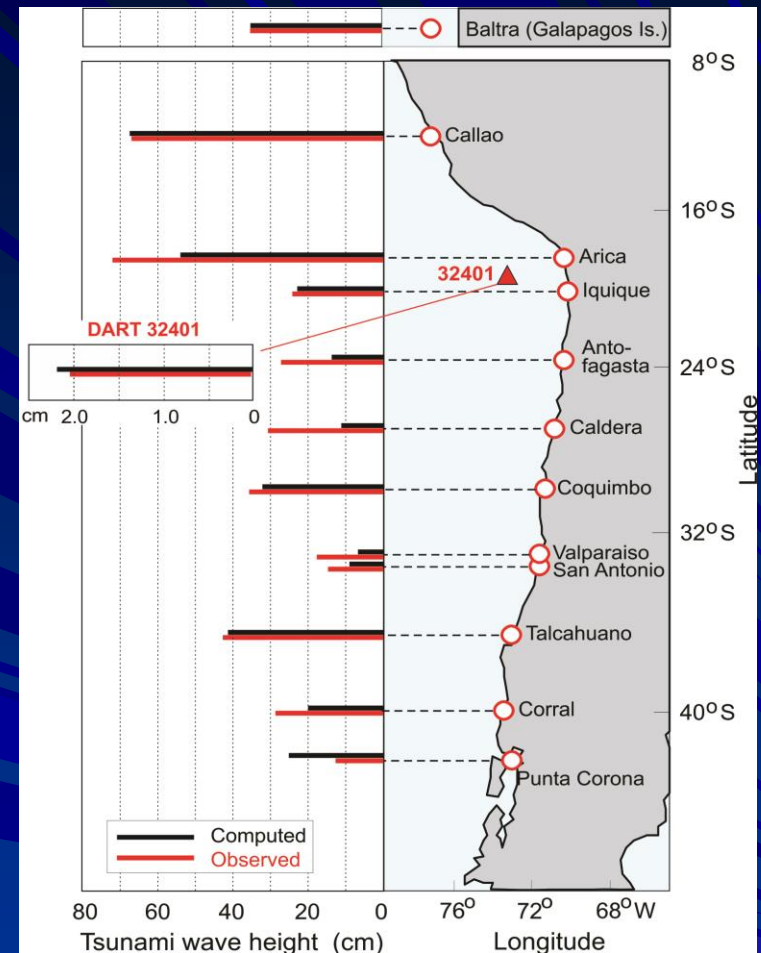 Baltra (Galapagos Is.)
8°S
Callao
16°S
Arica
32401
Iquique
DART 32401
Anto-
fagasta
24°S
cm 2.0 1.0 0
Caldera
Latitude
Coquimbo
32°S
Valparaiso
San Antonio
Talcahuano
Corral
40°S
Punta Corona
Computed
Observed
80 60 40 20 0 76° 72° 68°W
Tsunami wave height (cm) Longitude